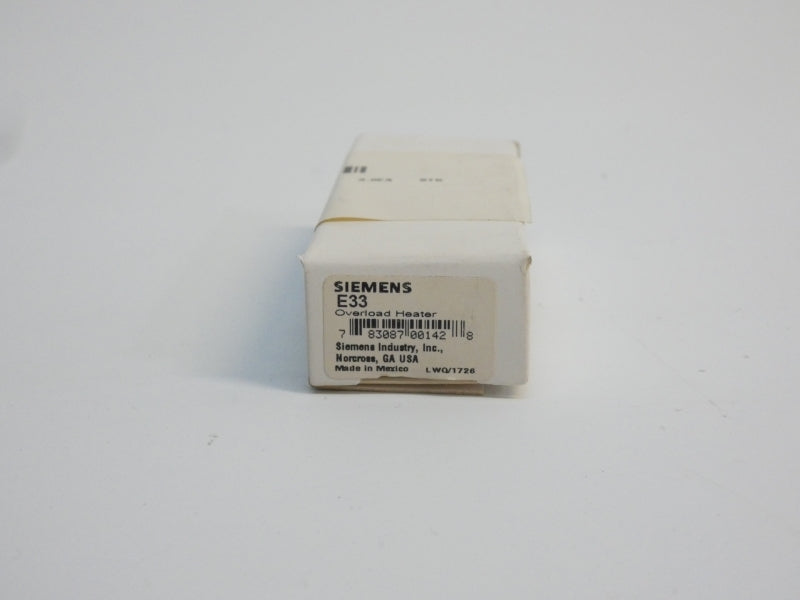 SIEMENS
E33
Overload Heater
7 83087 00142 8
Siemens Industry, Inc.,
Norcross, GA USA
Made in Mexico LWQ/1726